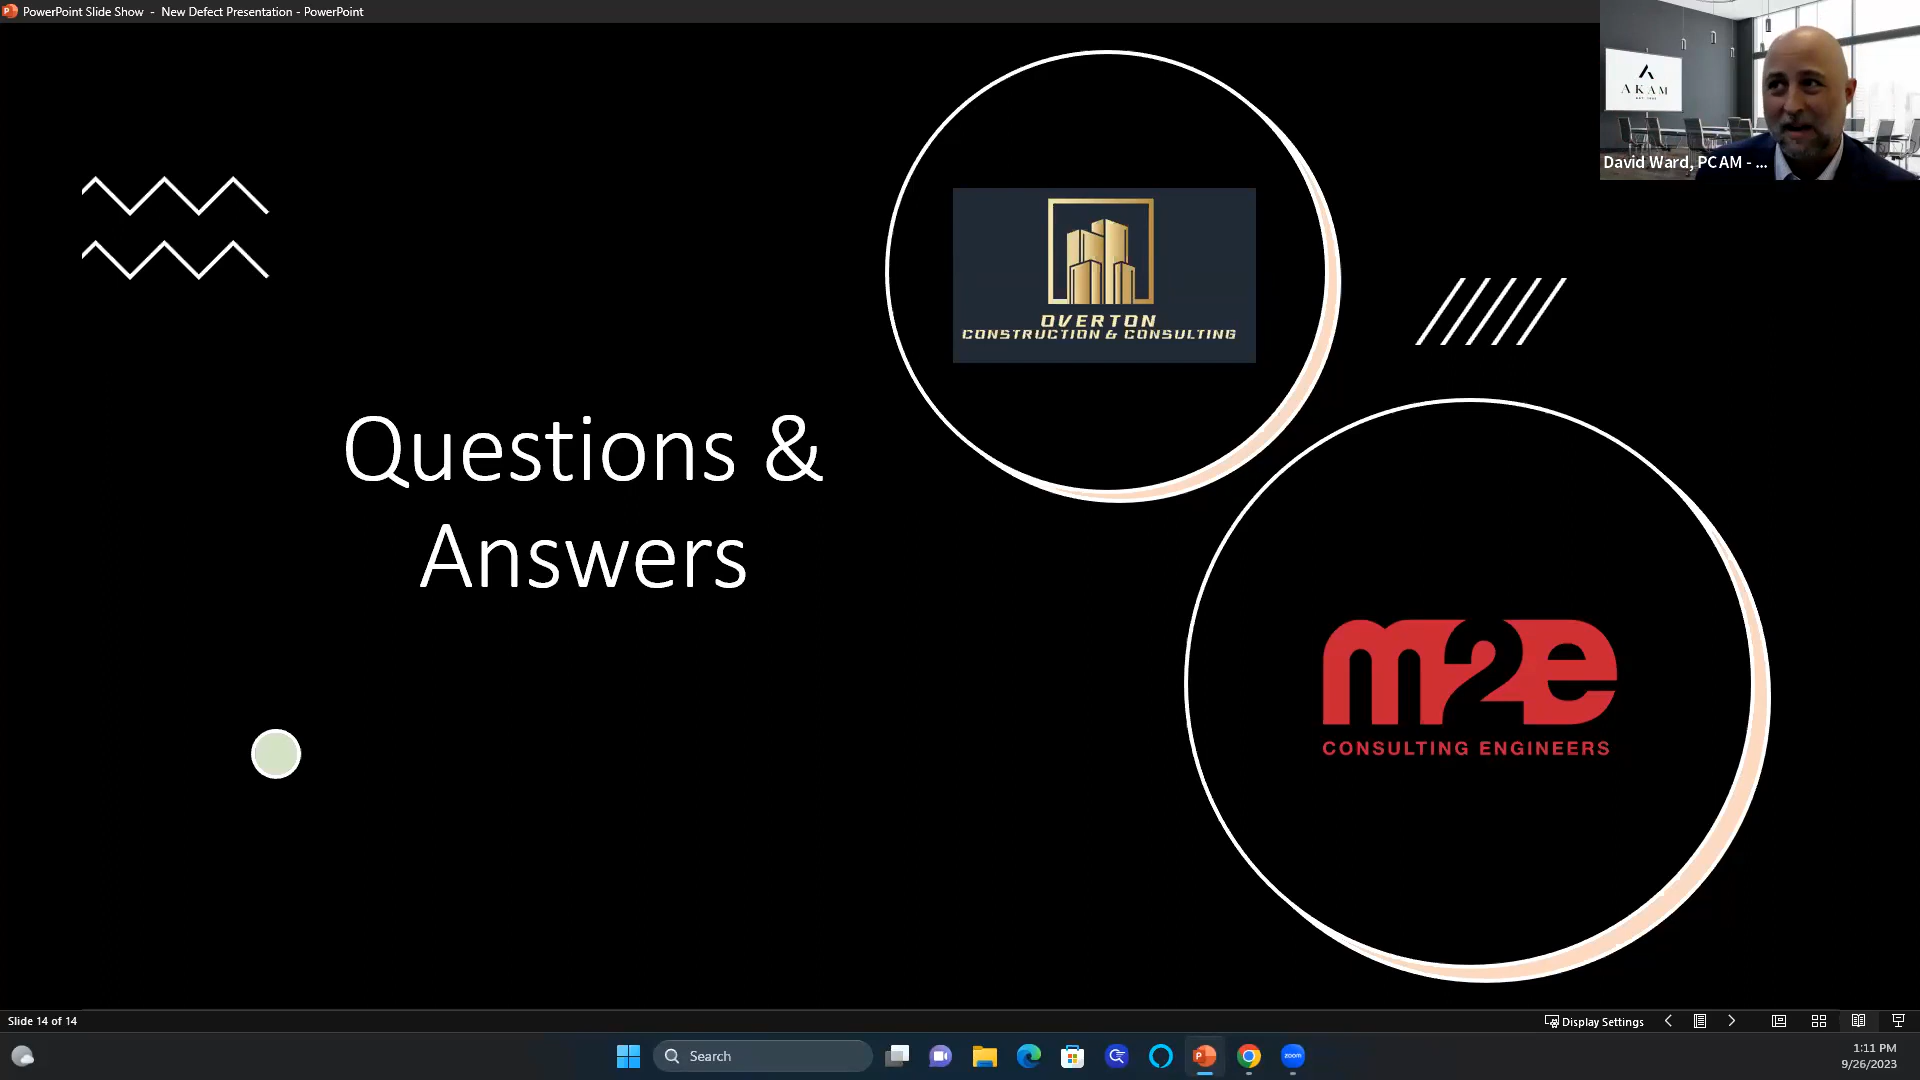 PowerPoint Slide Show - New Defect Presentation - PowerPoint
AKAM
David Ward, PCAM - ...
OVERTON
CONSTRUCTION & CONSULTING
Questions &
Answers
m2e
CONSULTING ENGINEERS
Slide 14 of 14
Display Settings
Search
zoom
1:11 PM
9/26/2023